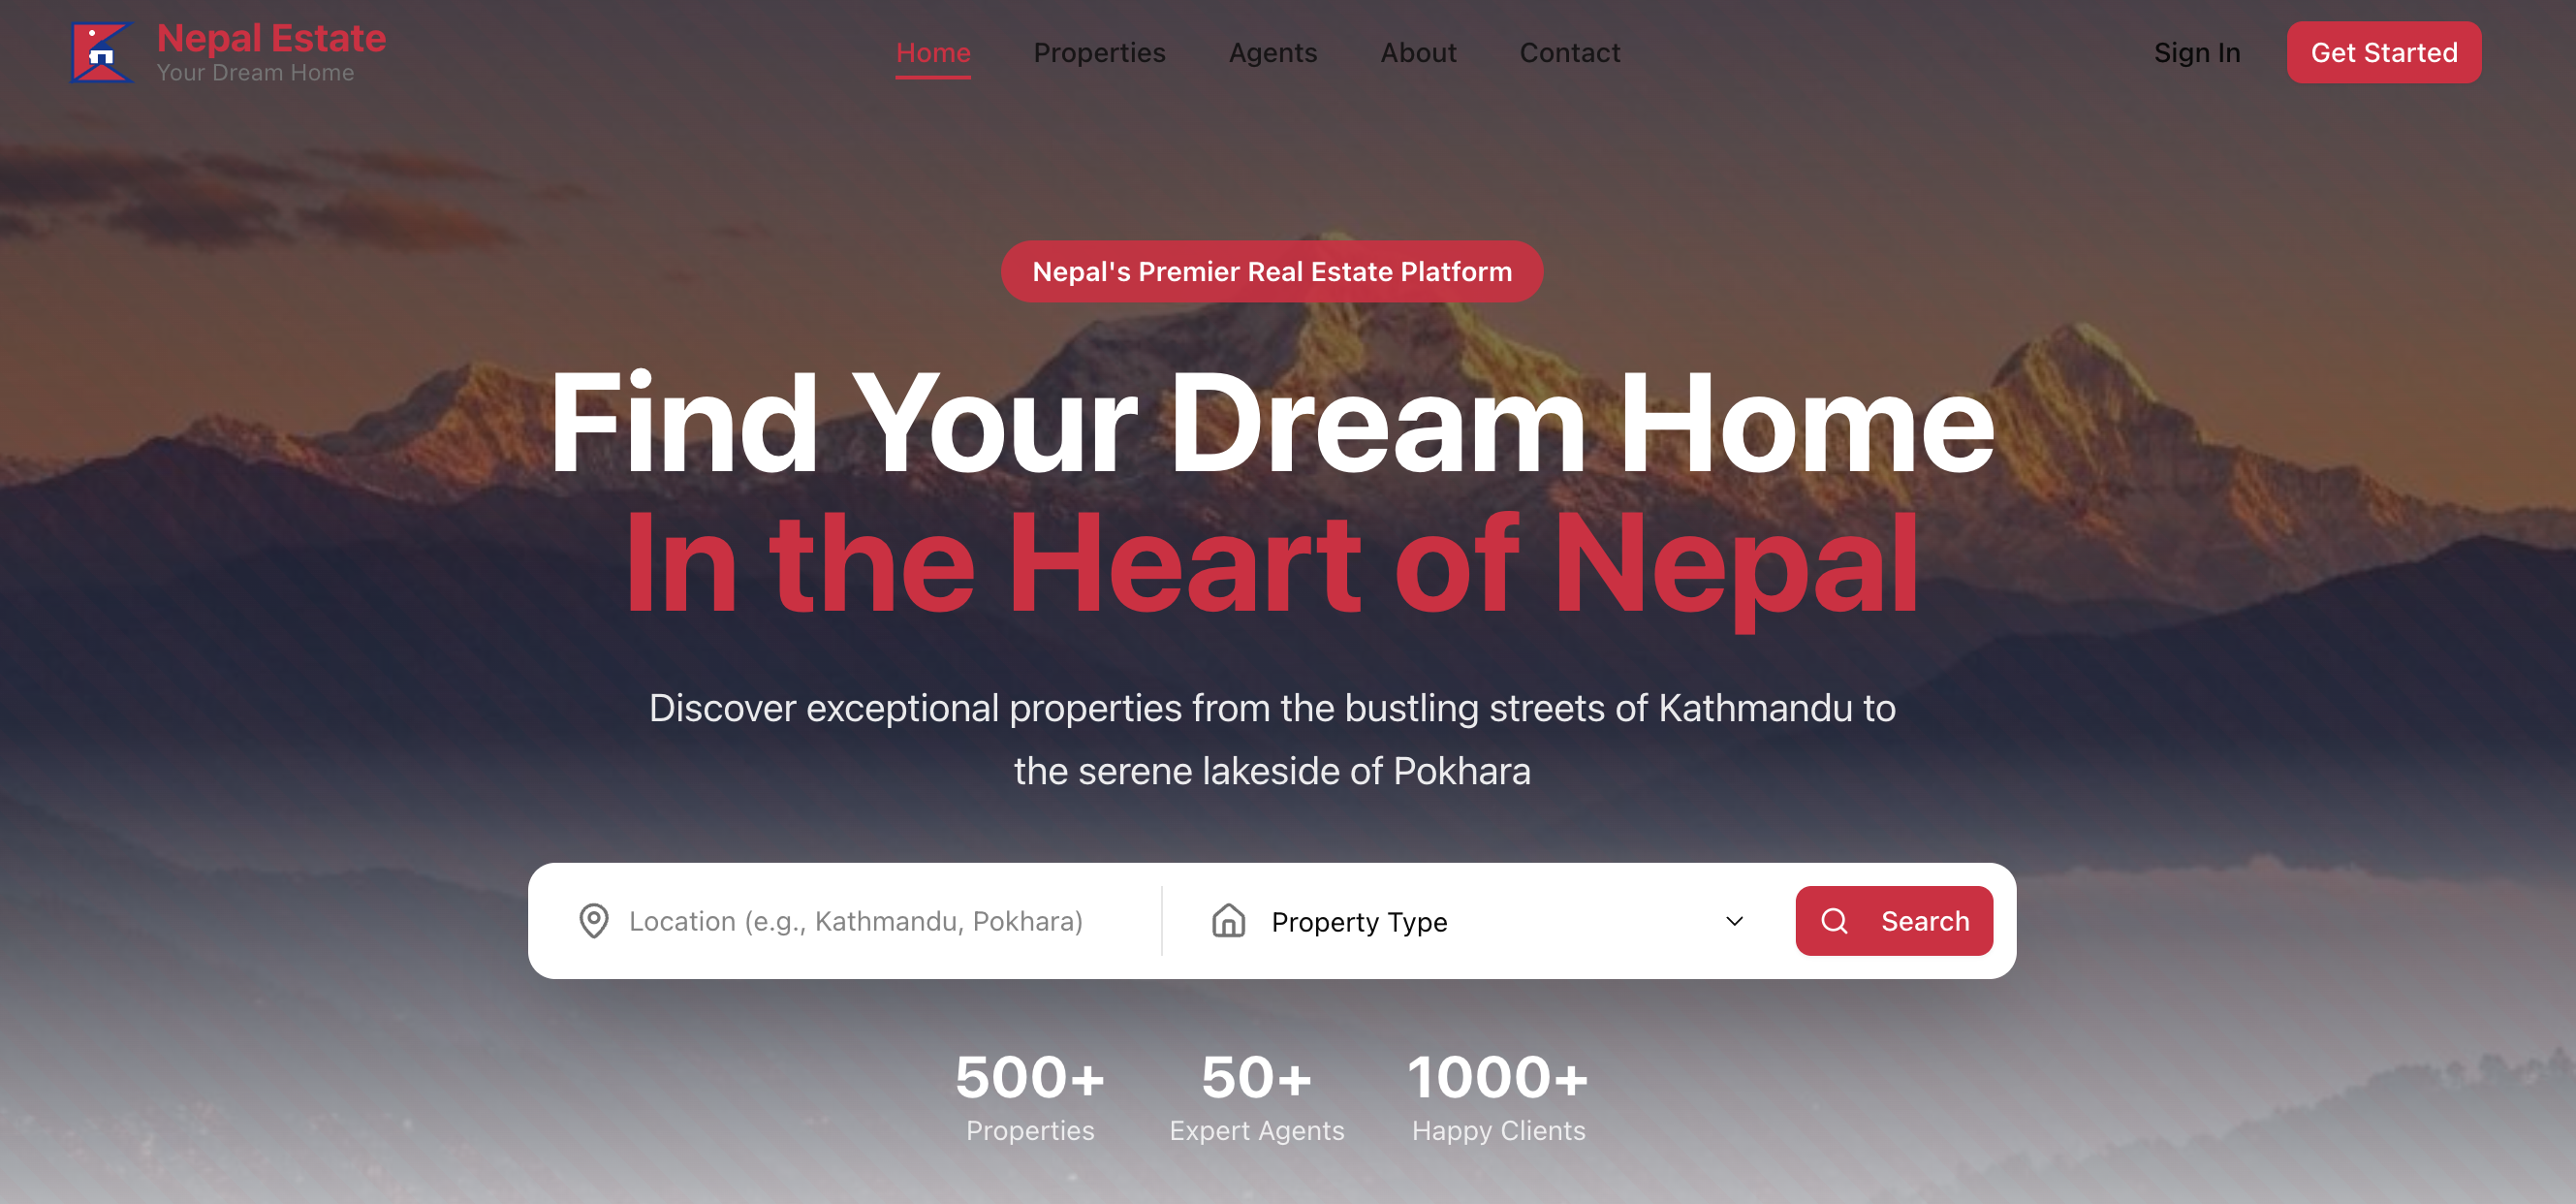 Nepal Estate
Your Dream Home
Home
Properties
Agents
About
Contact
Sign In
Get Started
Nepal's Premier Real Estate Platform
Find Your Dream Home
In the Heart of Nepal
Discover exceptional properties from the bustling streets of Kathmandu to
the serene lakeside of Pokhara
Location (e.g., Kathmandu, Pokhara)
Property Type
Search
500+
Properties
50+
Expert Agents
1000+
Happy Clients